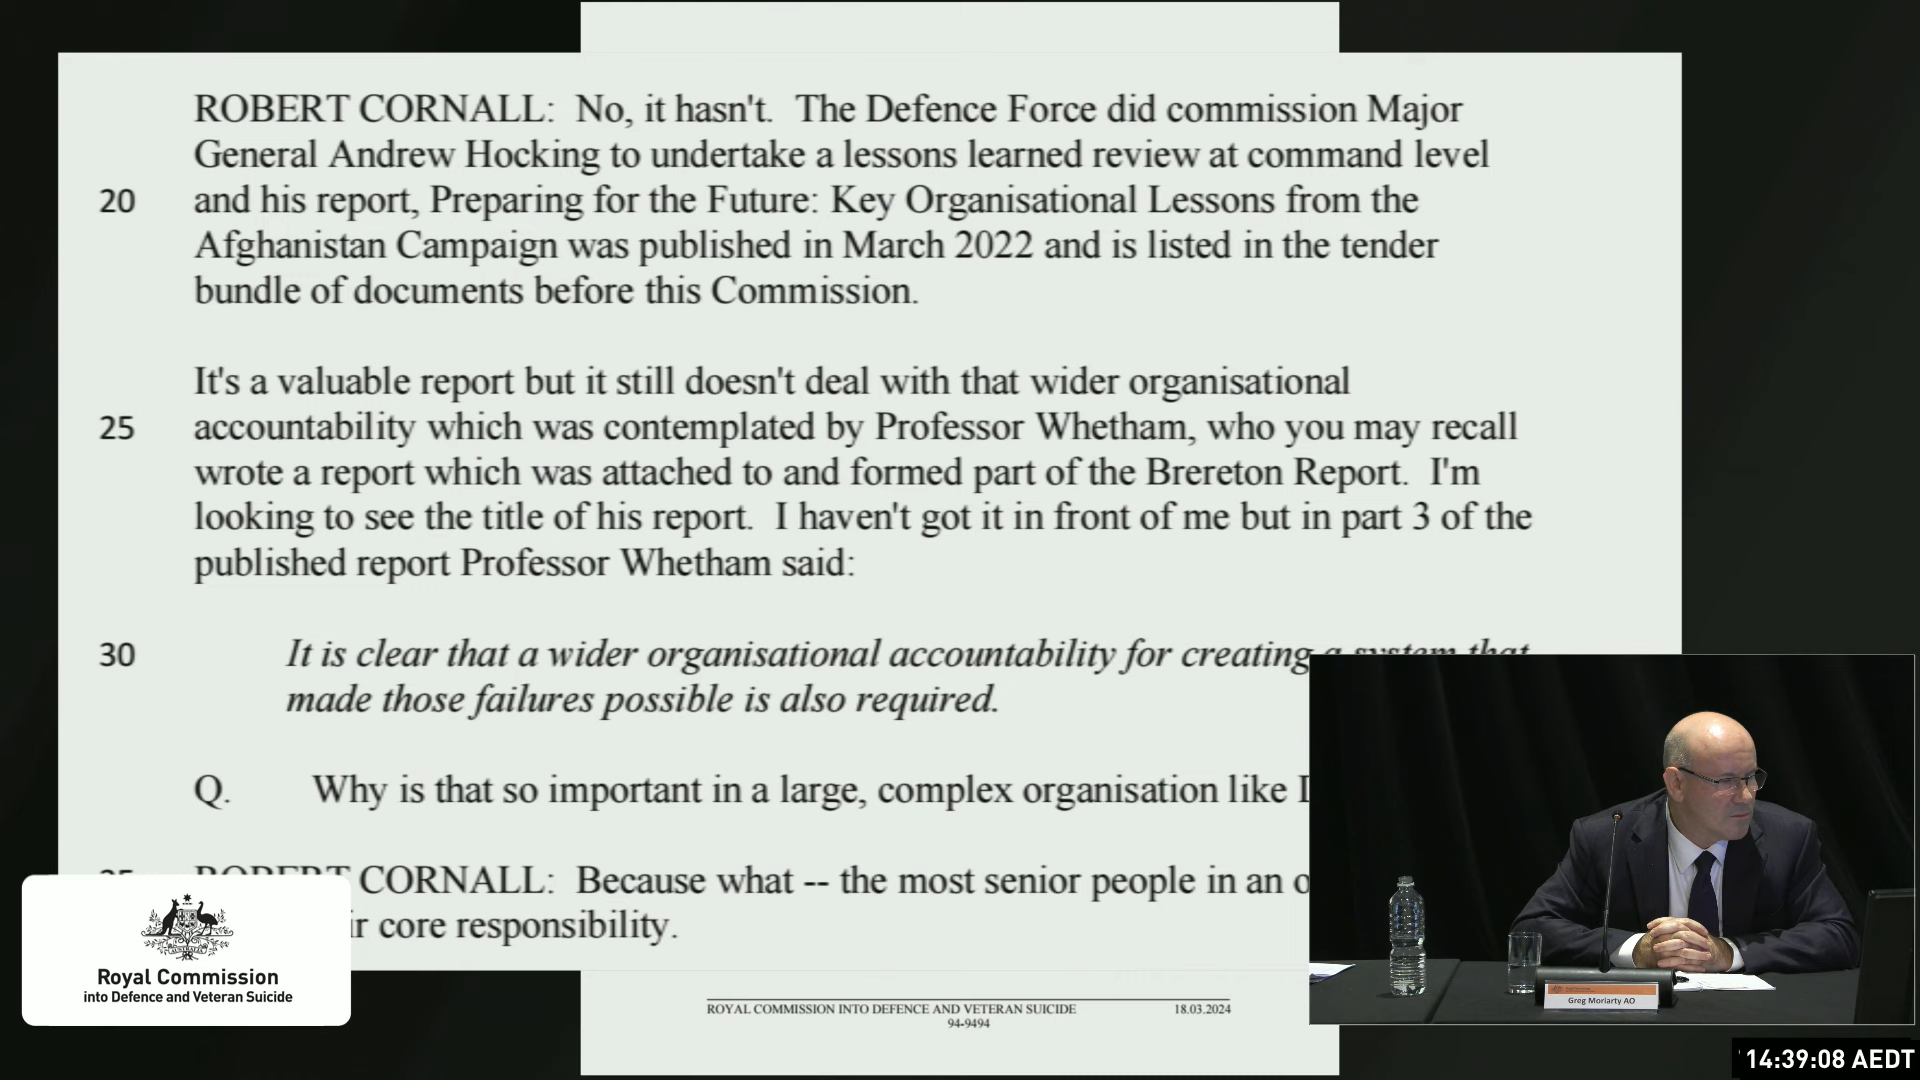 ROBERT CORNALL: No, it hasn't. The Defence Force did commission Major
General Andrew Hocking to undertake a lessons learned review at command level
20 and his report, Preparing for the Future: Key Organisational Lessons from the
Afghanistan Campaign was published in March 2022 and is listed in the tender
bundle of documents before this Commission.
It's a valuable report but it still doesn't deal with that wider organisational
25 accountability which was contemplated by Professor Whetham, who you may recall
wrote a report which was attached to and formed part of the Brereton Report. I'm
looking to see the title of his report. I haven't got it in front of me but in part 3 of the
published report Professor Whetham said:
30 It is clear that a wider organisational accountability for creating a system that
made those failures possible is also required.
Q. Why is that so important in a large, complex organisation like
ROBERT CORNALL: Because what -- the most senior people in an
core responsibility.
Royal Commission
into Defence and Veteran Suicide
ROYAL COMMISSION INTO DEFENCE AND VETERAN SUICIDE 18.03.2024
94-9494
Greg Moriarty AO
14:39:08 AEDT